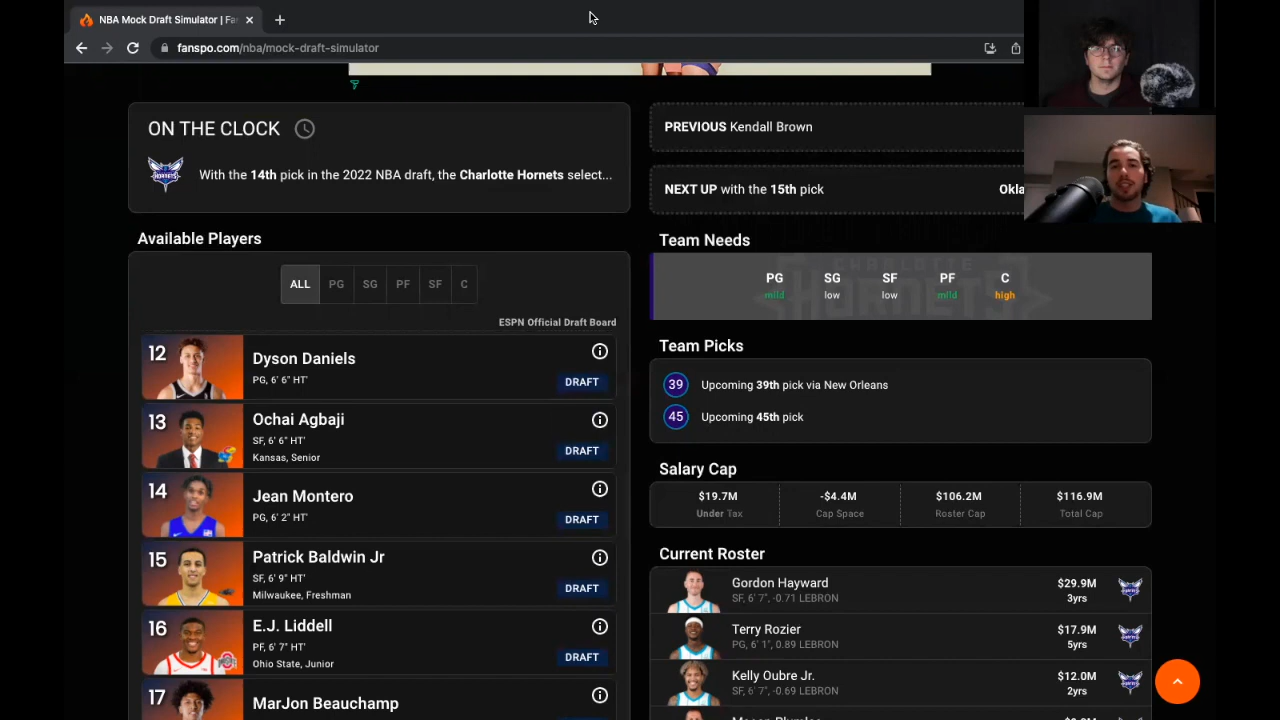 NBA Mock Draft Simulator | Fa
fanspo.com/nba/mock-draft-simulator
ON THE CLOCK
With the 14th pick in the 2022 NBA draft, the Charlotte Hornets select...
PREVIOUS Kendall Brown
NEXT UP with the 15th pick
Okla
Available Players
ALL PG SG PF SF C
ESPN Official Draft Board
12 Dyson Daniels
PG, 6' 6" HT'
DRAFT
13 Ochai Agbaji
SF, 6' 6" HT'
Kansas, Senior
DRAFT
14 Jean Montero
PG, 6' 2" HT'
DRAFT
15 Patrick Baldwin Jr
SF, 6' 9" HT'
Milwaukee, Freshman
DRAFT
16 E.J. Liddell
PF, 6' 7" HT'
Ohio State, Junior
DRAFT
17 MarJon Beauchamp
Team Needs
PG SG SF PF C
mild low low mild high
Team Picks
39 Upcoming 39th pick via New Orleans
45 Upcoming 45th pick
Salary Cap
$19.7M -$4.4M $106.2M $116.9M
Under Tax Cap Space Roster Cap Total Cap
Current Roster
Gordon Hayward $29.9M
SF, 6' 7", -0.71 LEBRON 3yrs
Terry Rozier $17.9M
PG, 6' 1", 0.89 LEBRON 5yrs
Kelly Oubre Jr. $12.0M
SF, 6' 7", -0.69 LEBRON 2yrs